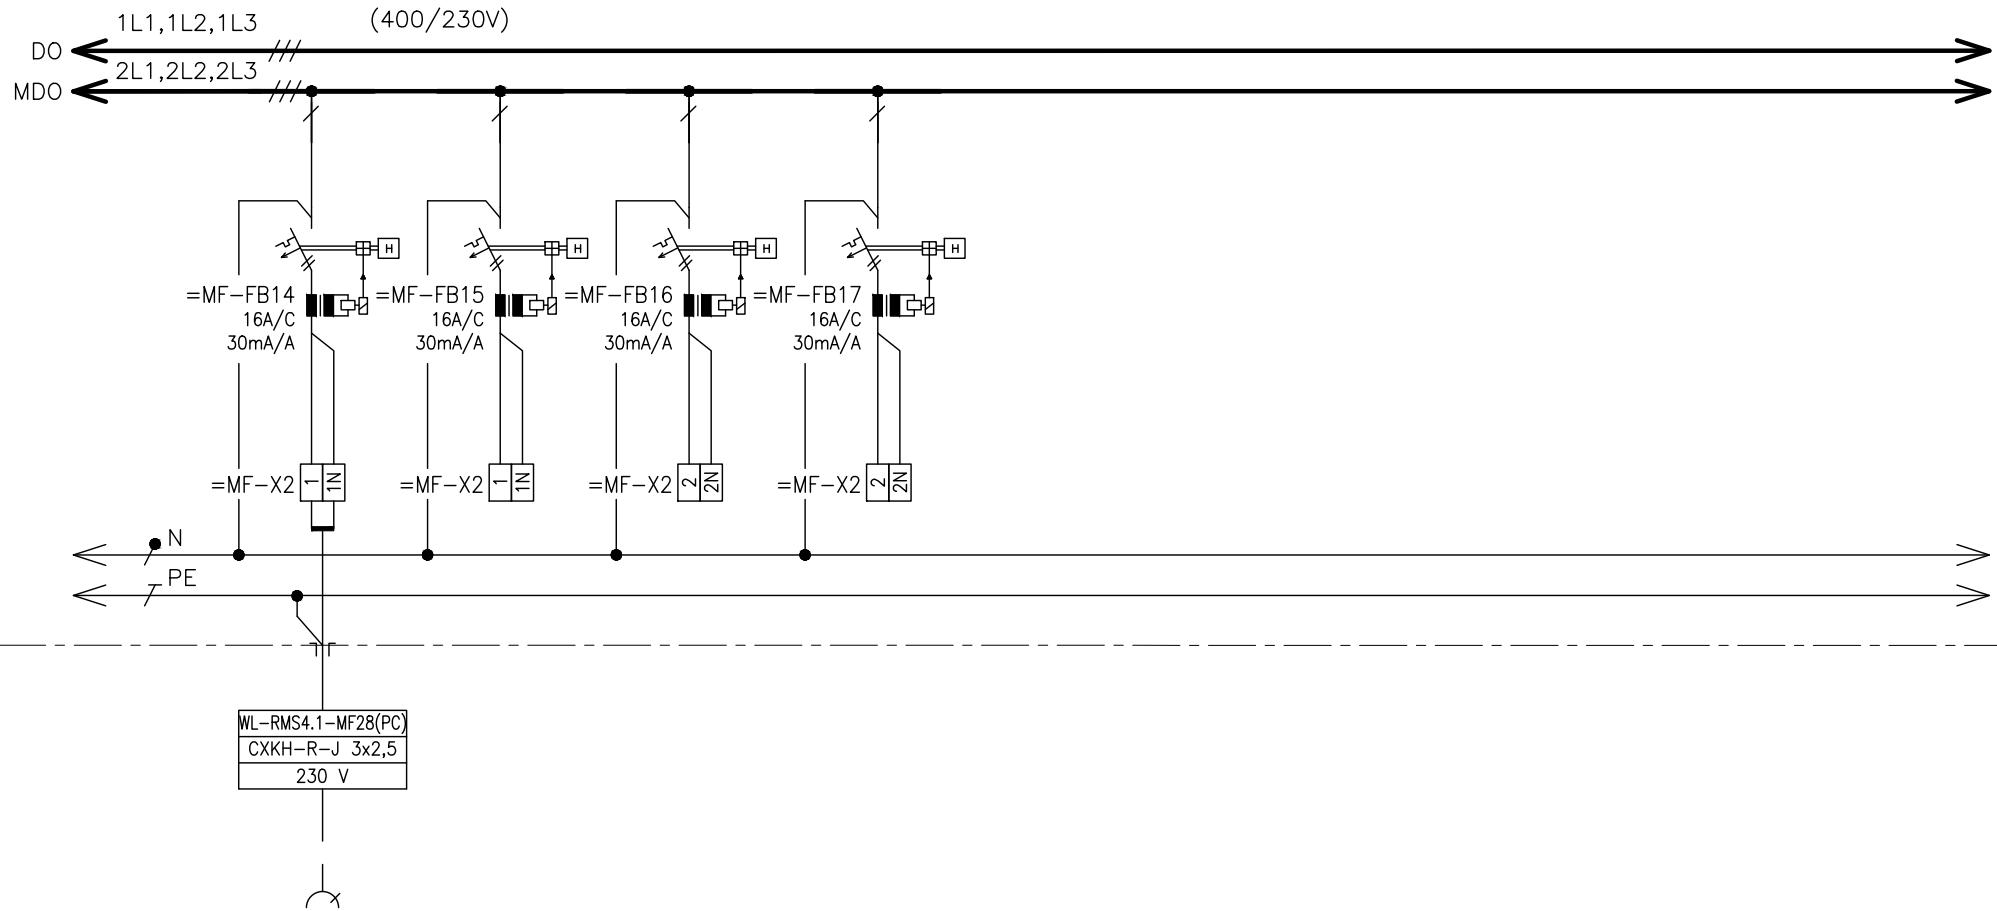 1L1,1L2,1L3
(400/230V)
DO
2L1,2L2,2L3
MDO
H
H
H
H
=MF-FB14
16A/C
30mA/A
=MF-FB15
16A/C
30mA/A
=MF-FB16
16A/C
30mA/A
=MF-FB17
16A/C
30mA/A
=MF-X2
1
1N
=MF-X2
1
1N
=MF-X2
2
2N
=MF-X2
2
2N
N
PE
WL-RMS4.1-MF28(PC)
CXKH-R-J 3x2,5
230 V